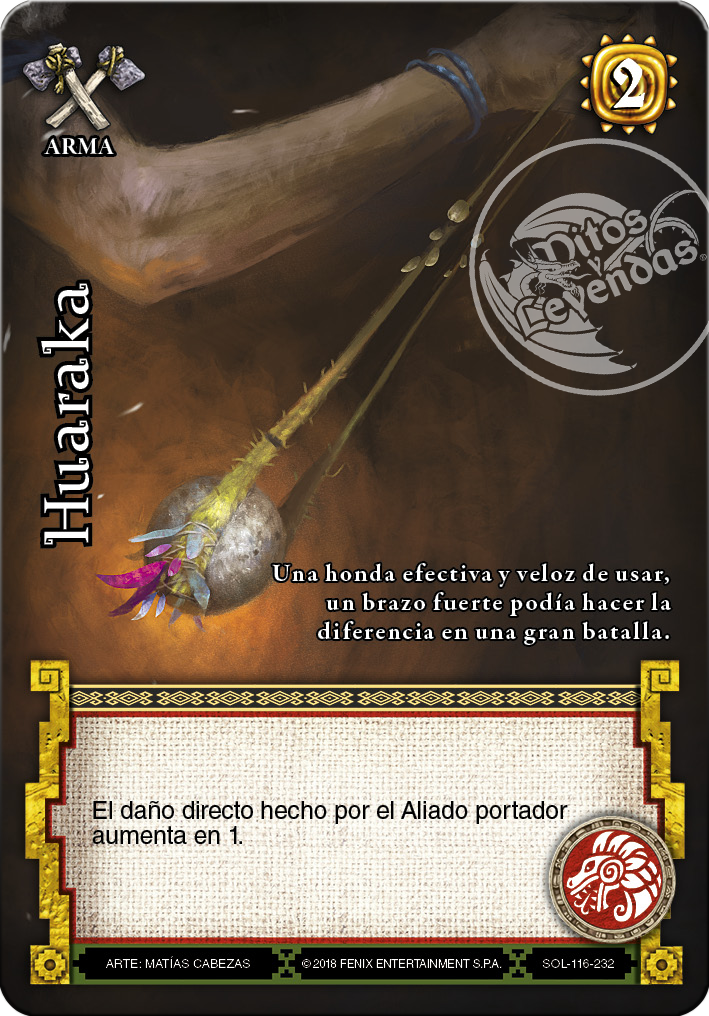 ARMA
2
Mitos
y
Leyendas®
Huaraka
Una honda efectiva y veloz de usar,
un brazo fuerte podía hacer la
diferencia en una gran batalla.
El daño directo hecho por el Aliado portador
aumenta en 1.
ARTE: MATÍAS CABEZAS
© 2018 FENIX ENTERTAINMENT S.P.A.
SOL-116-232